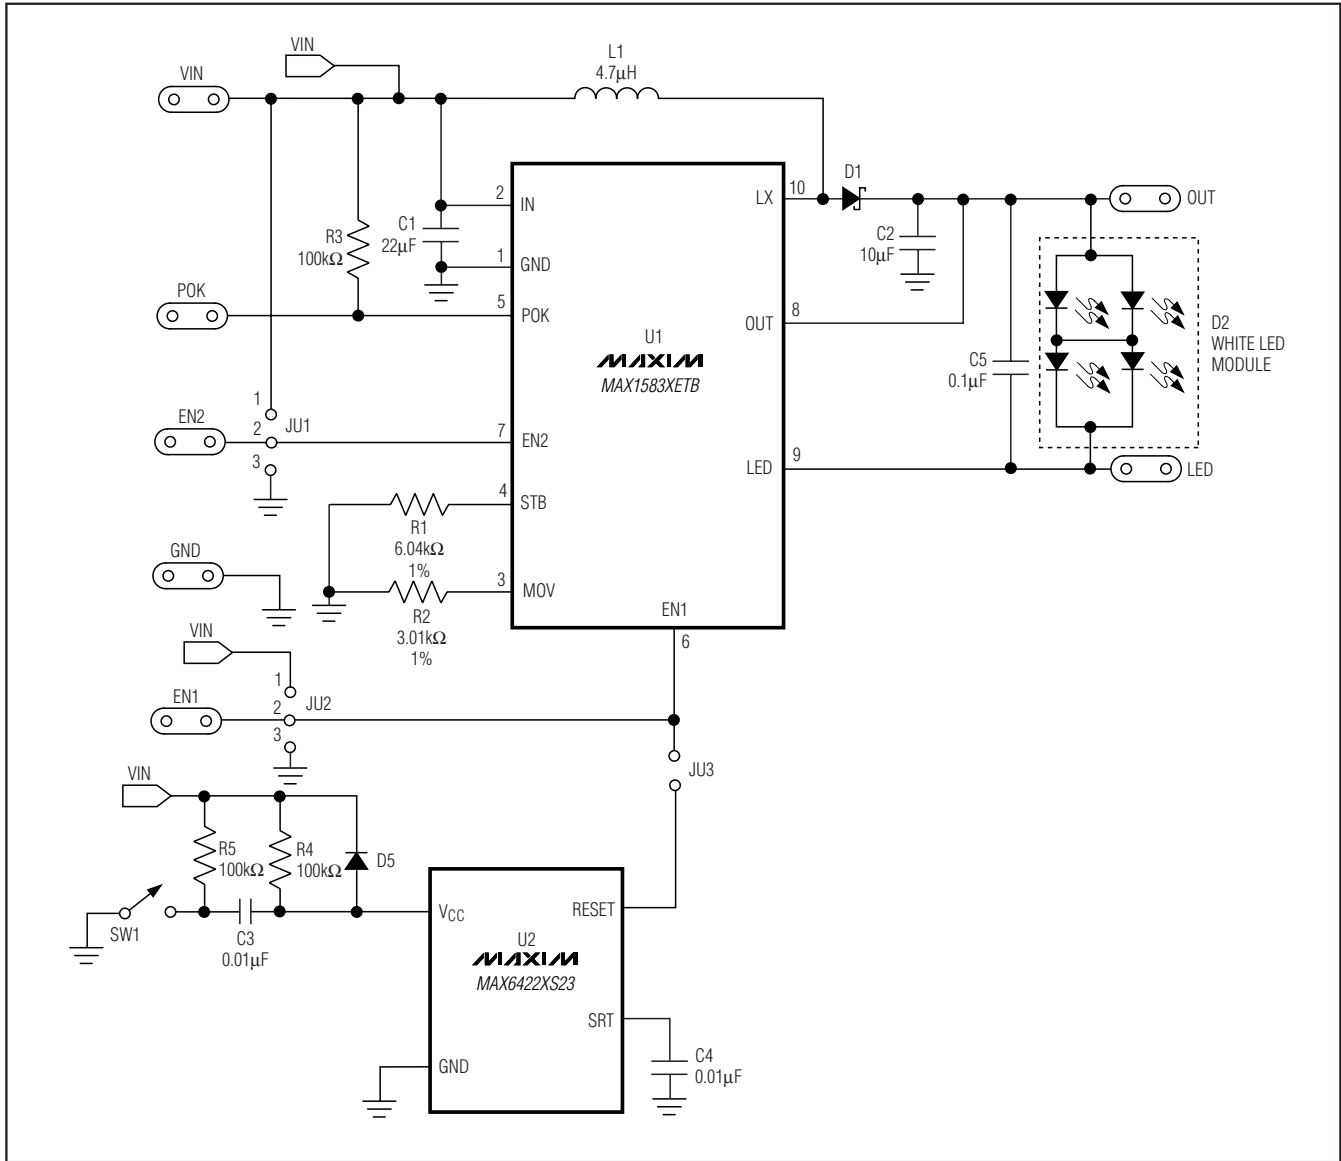 VIN
VIN
L1
4.7μH
D1
LX
10
OUT
2
IN
C1
22μF
R3
100kΩ
1
GND
C2
10μF
POK
5
POK
8
OUT
U1
MAXIM
MAX1583XETB
D2
WHITE LED
MODULE
C5
0.1μF
1
EN2
2
JU1
3
7
EN2
9
LED
LED
4
STB
R1
6.04kΩ
1%
GND
3
MOV
R2
3.01kΩ
1%
EN1
6
VIN
1
EN1
2
JU2
3
JU3
VIN
R5
100kΩ
R4
100kΩ
D5
SW1
C3
0.01μF
VCC
RESET
U2
MAXIM
MAX6422XS23
SRT
GND
C4
0.01μF